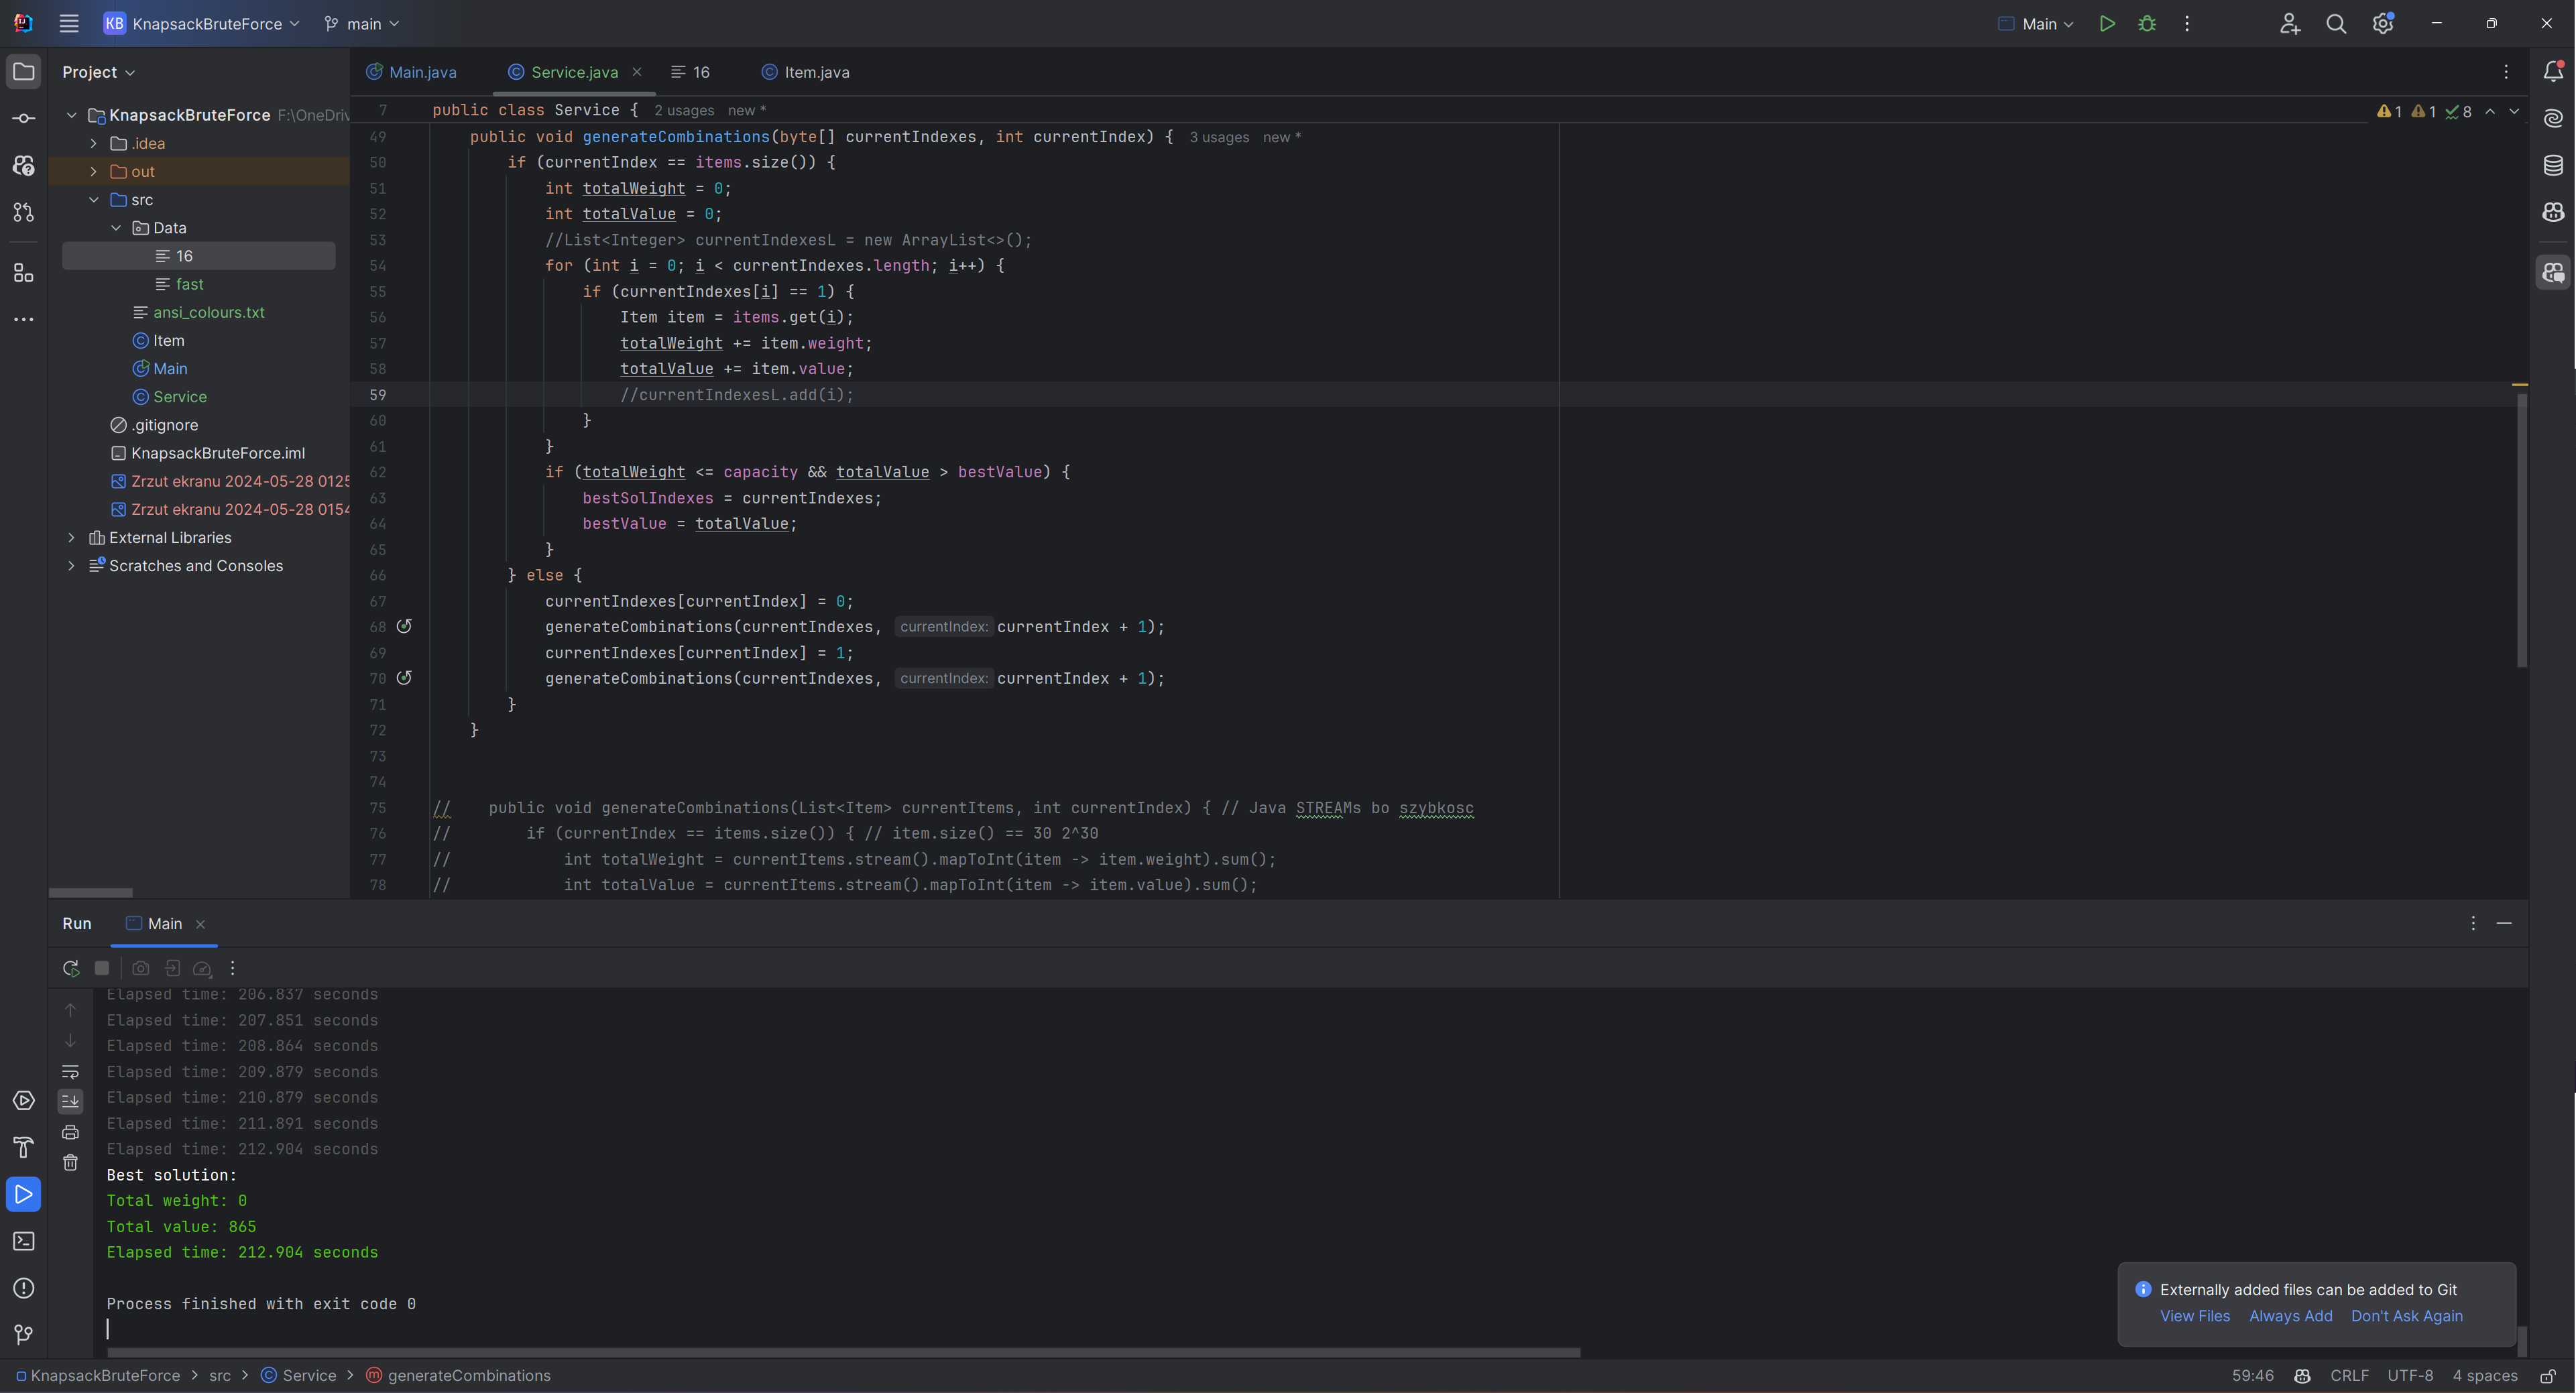 KB KnapsackBruteForce main Main
Project
Main.java Service.java 16 Item.java
KnapsackBruteForce F:\OneDriv
.idea
out
src
Data
16
fast
ansi_colours.txt
Item
Main
Service
.gitignore
KnapsackBruteForce.iml
Zrzut ekranu 2024-05-28 0125
Zrzut ekranu 2024-05-28 0154
External Libraries
Scratches and Consoles
7 public class Service { 2 usages new * 1 1 8
49 public void generateCombinations(byte[] currentIndexes, int currentIndex) { 3 usages new *
50 if (currentIndex == items.size()) {
51 int totalWeight = 0;
52 int totalValue = 0;
53 //List<Integer> currentIndexesL = new ArrayList<>();
54 for (int i = 0; i < currentIndexes.length; i++) {
55 if (currentIndexes[i] == 1) {
56 Item item = items.get(i);
57 totalWeight += item.weight;
58 totalValue += item.value;
59 //currentIndexesL.add(i);
60 }
61 }
62 if (totalWeight <= capacity && totalValue > bestValue) {
63 bestSolIndexes = currentIndexes;
64 bestValue = totalValue;
65 }
66 } else {
67 currentIndexes[currentIndex] = 0;
68 generateCombinations(currentIndexes, currentIndex: currentIndex + 1);
69 currentIndexes[currentIndex] = 1;
70 generateCombinations(currentIndexes, currentIndex: currentIndex + 1);
71 }
72 }
73
74
75 // public void generateCombinations(List<Item> currentItems, int currentIndex) { // Java STREAMs bo szybkosc
76 // if (currentIndex == items.size()) { // item.size() == 30 2^30
77 // int totalWeight = currentItems.stream().mapToInt(item -> item.weight).sum();
78 // int totalValue = currentItems.stream().mapToInt(item -> item.value).sum();
Run Main
Elapsed time: 206.837 seconds
Elapsed time: 207.851 seconds
Elapsed time: 208.864 seconds
Elapsed time: 209.879 seconds
Elapsed time: 210.879 seconds
Elapsed time: 211.891 seconds
Elapsed time: 212.904 seconds
Best solution:
Total weight: 0
Total value: 865
Elapsed time: 212.904 seconds
Process finished with exit code 0
Externally added files can be added to Git
View Files Always Add Don't Ask Again
KnapsackBruteForce > src > Service > generateCombinations 59:46 CRLF UTF-8 4 spaces